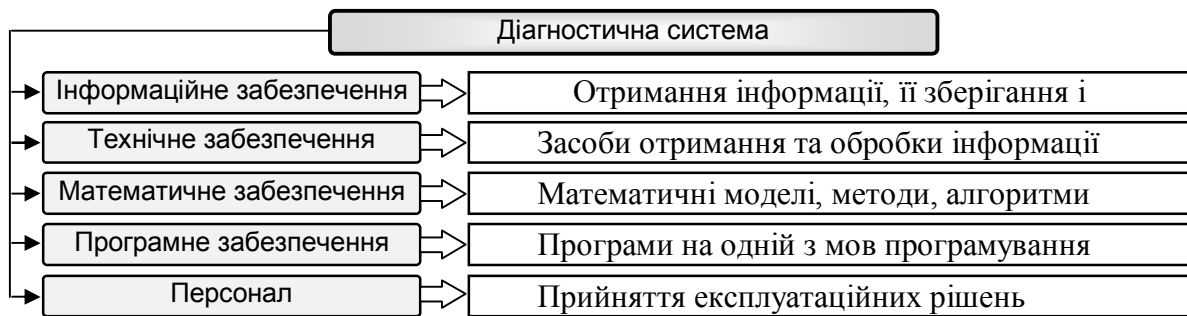 Діагностична система
Інформаційне забезпечення
Отримання інформації, її зберігання і
Технічне забезпечення
Засоби отримання та обробки інформації
Математичне забезпечення
Математичні моделі, методи, алгоритми
Програмне забезпечення
Програми на одній з мов програмування
Персонал
Прийняття експлуатаційних рішень